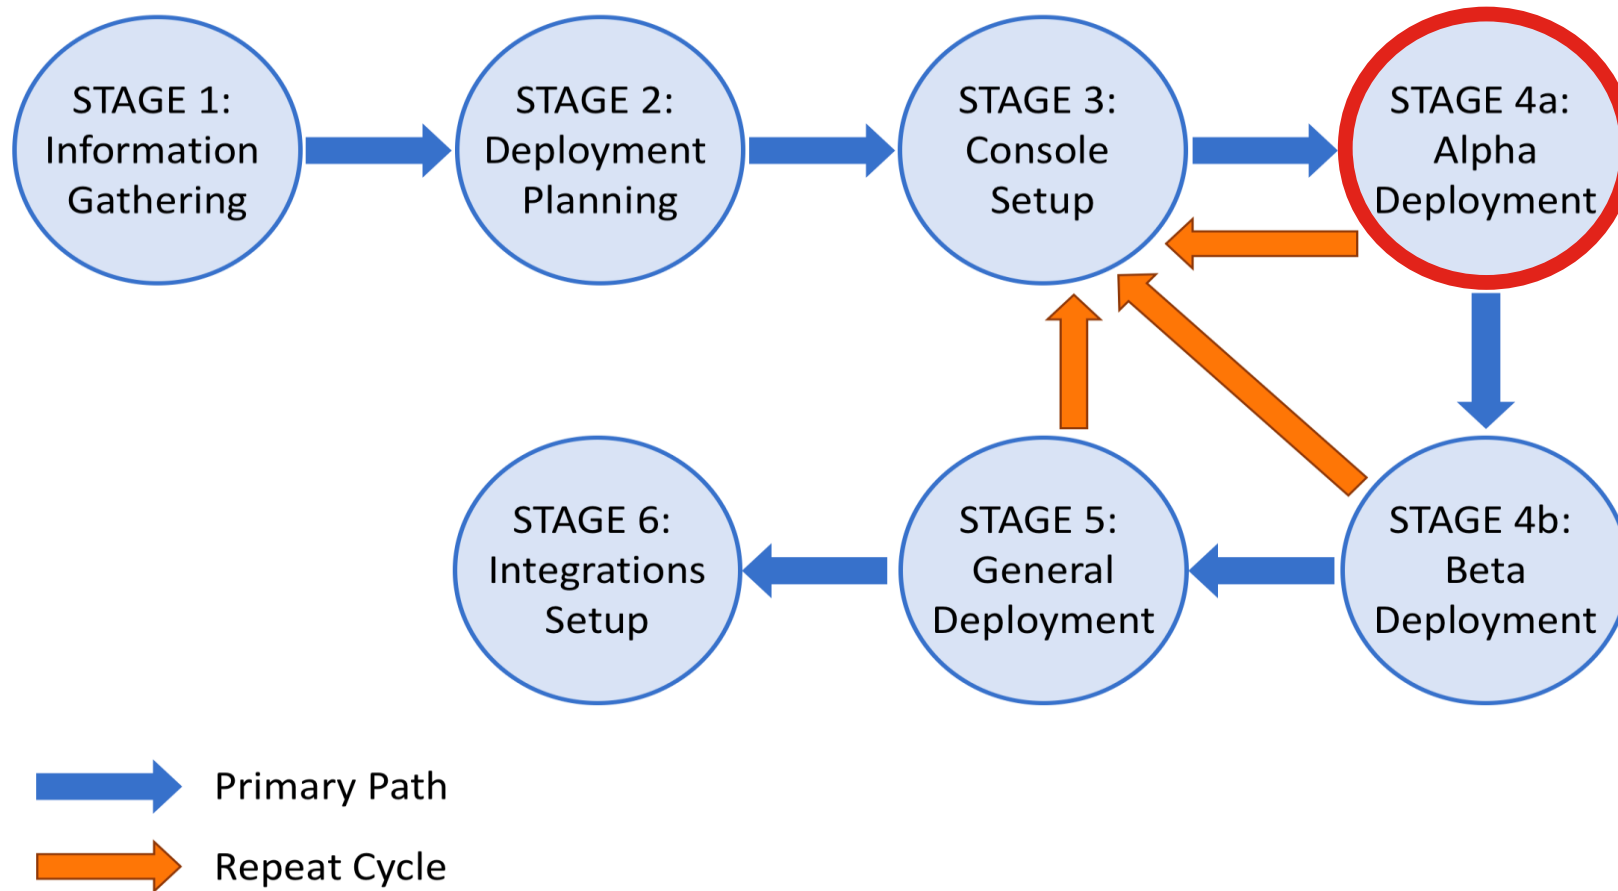 STAGE 1:
Information
Gathering
STAGE 2:
Deployment
Planning
STAGE 3:
Console
Setup
STAGE 4a:
Alpha
Deployment
STAGE 6:
Integrations
Setup
STAGE 5:
General
Deployment
STAGE 4b:
Beta
Deployment
Primary Path
Repeat Cycle